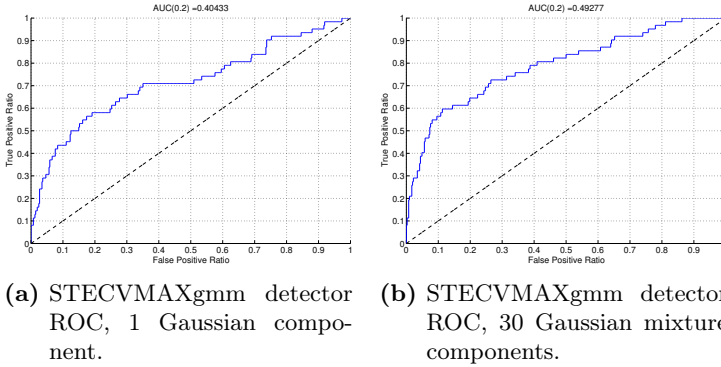 AUC(0.2) =0.40433
True Positive Ratio
1
0.9
0.8
0.7
0.6
0.5
0.4
0.3
0.2
0.1
0
0 0.1 0.2 0.3 0.4 0.5 0.6 0.7 0.8 0.9 1
False Positive Ratio
(a) STECVMAXgmm detector
ROC, 1 Gaussian compo-
nent.
AUC(0.2) =0.49277
True Positive Ratio
1
0.9
0.8
0.7
0.6
0.5
0.4
0.3
0.2
0.1
0
0 0.1 0.2 0.3 0.4 0.5 0.6 0.7 0.8 0.9
False Positive Ratio
(b) STECVMAXgmm detector
ROC, 30 Gaussian mixture
components.